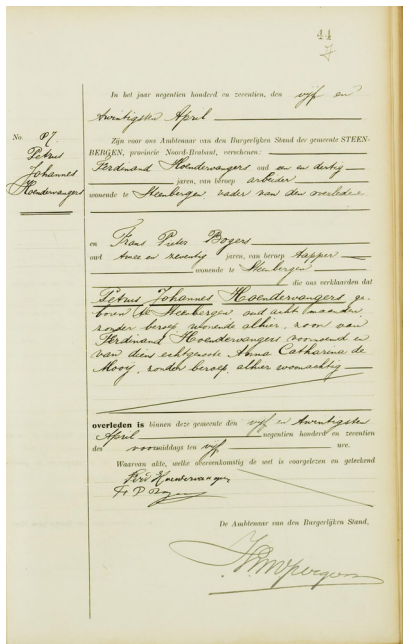 44
In het jaar negentien honderd en zeventien, den vijf en
twintigsten April
Zijn voor ons Ambtenaar van den Burgerlijken Stand der gemeente STEEN-
BERGEN, provincie Noord-Brabant, verschenen:
No. 87
Petrus
Johannes
Hoendervangers
Ferdinand Hoendervangers oud een en dertig
jaren, van beroep arbeider
wonende te Steenbergen vader van den overledene
en Frans Pieter Bogers
oud twee en zeventig jaren, van beroep tapper
wonende te Steenbergen
die ons verklaarden dat
Petrus Johannes Hoendervangers ge-
boren te Steenbergen oud acht maanden,
zonder beroep wonende alhier, zoon van
Ferdinand Hoendervangers voornoemd en
van diens echtgenoote Anna Catharina de
Mooij, zonder beroep, alhier woonachtig
overleden is binnen deze gemeente den vijf en twintigsten
April negentien honderd en zeventien
des voormiddags ten vijf ure.
Waarvan akte, welke overeenkomstig de wet is voorgelezen en geteekend
Ferd Hoendervangers
Fr P Bogers
De Ambtenaar van den Burgerlijken Stand,